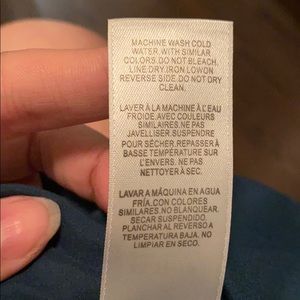 MACHINE WASH COLD
WATER, WITH SIMILAR
COLORS. DO NOT BLEACH.
LINE DRY. IRON LOWON
REVERSE SIDE. DO NOT DRY
CLEAN.
LAVER À LA MACHINE À L'EAU
FROIDE, AVEC COULEURS
SIMILAIRES. NE PAS
JAVELLISER. SUSPENDRE
POUR SÉCHER. REPASSER À
BASSE TEMPÉRATURE SUR
L'ENVERS. NE PAS
NETTOYER A SEC.
LAVAR A MÁQUINA EN AGUA
FRÍA, CON COLORES
SIMILARES. NO BLANQUEAR.
SECAR SUSPENDIDO.
PLANCHAR AL REVERSO A
TEMPERATURA BAJA. NO
LIMPIAR EN SECO.